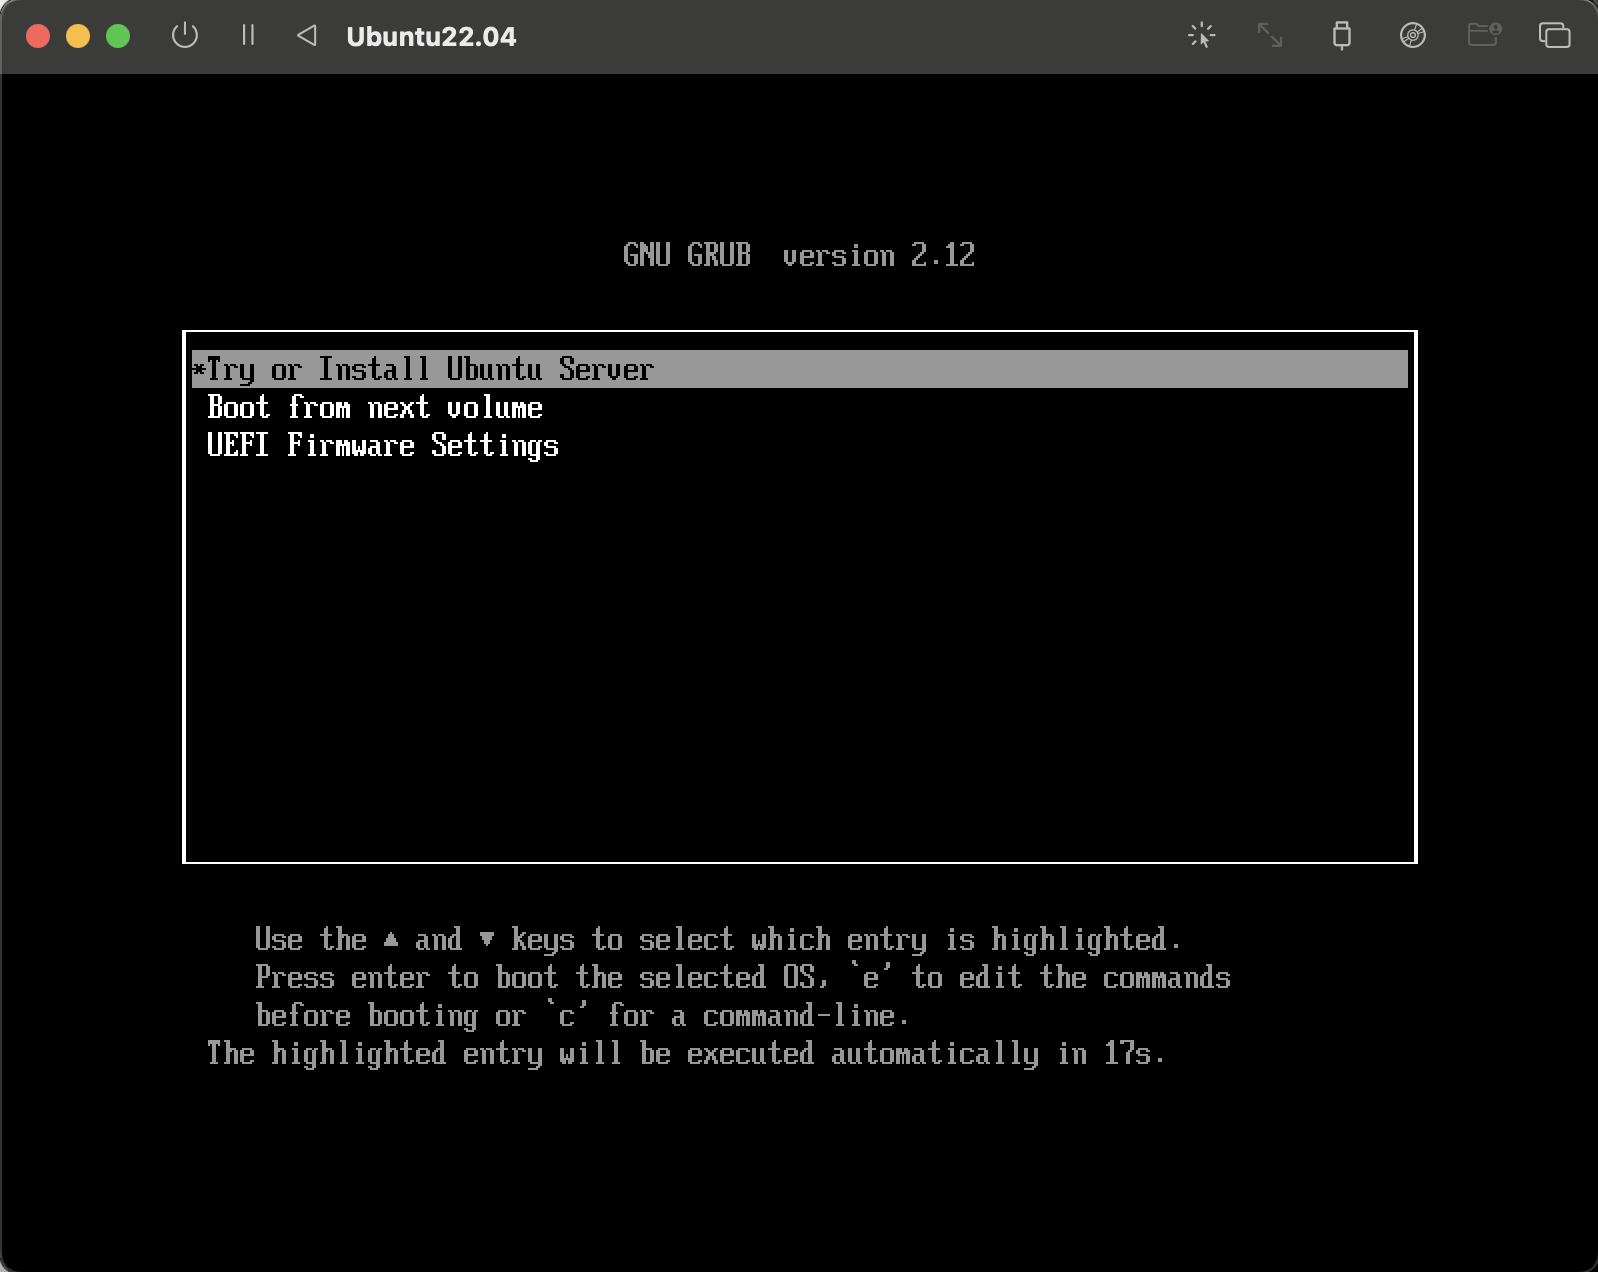 Ubuntu22.04
GNU GRUB  version 2.12
*Try or Install Ubuntu Server
Boot from next volume
UEFI Firmware Settings
Use the ▲ and ▼ keys to select which entry is highlighted.
Press enter to boot the selected OS, `e' to edit the commands
before booting or `c' for a command-line.
The highlighted entry will be executed automatically in 17s.